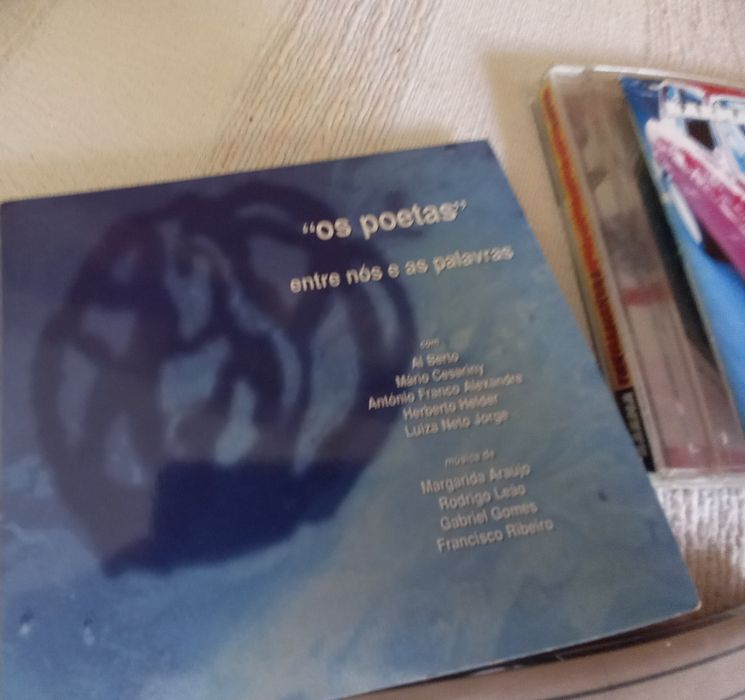 “os poetas”
entre nós e as palavras
com
Al Berto
Mário Cesariny
António Franco Alexandre
Herberto Helder
Luiza Neto Jorge
música de
Margarida Araújo
Rodrigo Leão
Gabriel Gomes
Francisco Ribeiro